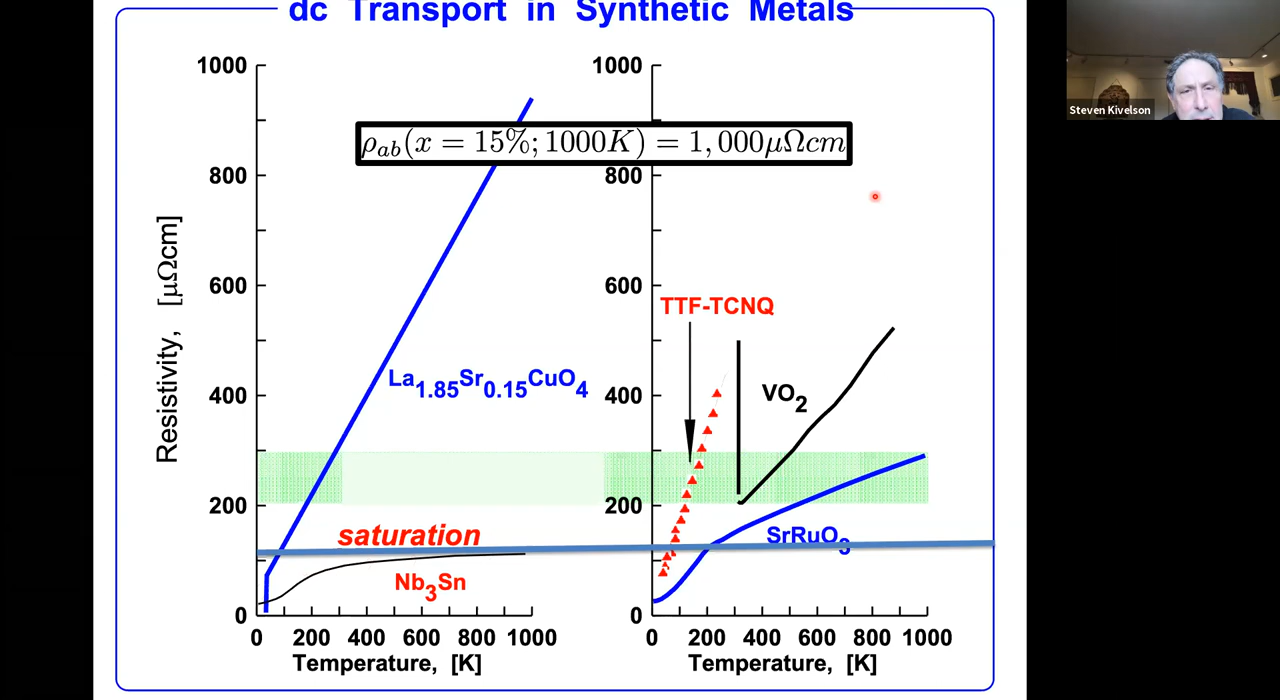 dc Transport in Synthetic Metals
Steven Kivelson
ρ_ab(x = 15%; 1000K) = 1,000μΩcm
Resistivity, [μΩcm]
1000
800
600
400
200
0
La1.85Sr0.15CuO4
saturation
Nb3Sn
0 200 400 600 800 1000
Temperature, [K]
1000
800
600
400
200
0
TTF-TCNQ
VO2
SrRuO3
0 200 400 600 800 1000
Temperature, [K]